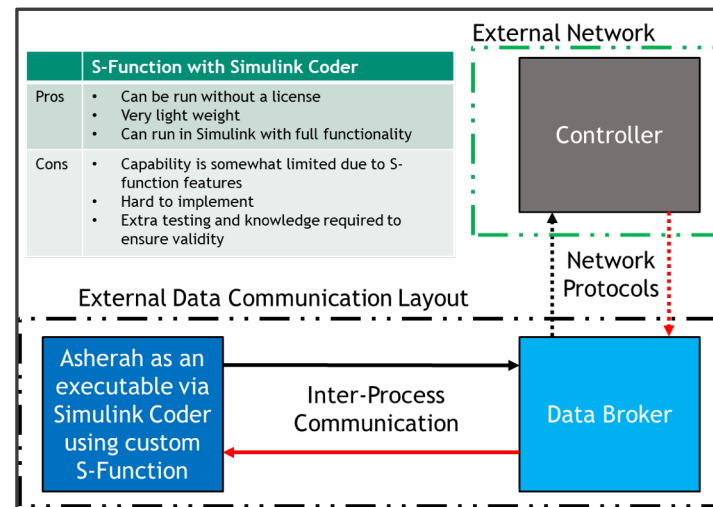 External Network
S-Function with Simulink Coder
Pros
• Can be run without a license
• Very light weight
• Can run in Simulink with full functionality
Cons
• Capability is somewhat limited due to S-
function features
• Hard to implement
• Extra testing and knowledge required to
ensure validity
Controller
Network
Protocols
External Data Communication Layout
Asherah as an
executable via
Simulink Coder
using custom
S-Function
Inter-Process
Communication
Data Broker